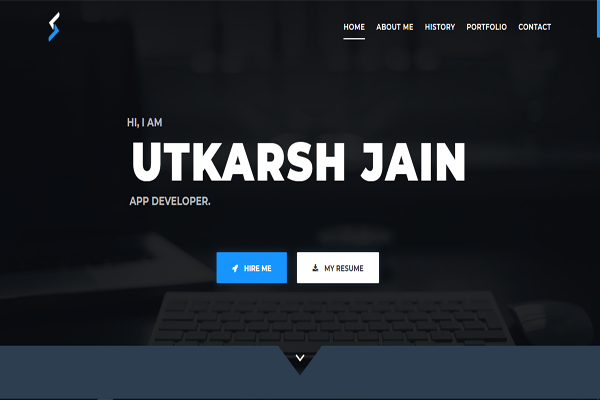 HOME ABOUT ME HISTORY PORTFOLIO CONTACT
HI, I AM
UTKARSH JAIN
APP DEVELOPER.
HIRE ME MY RESUME